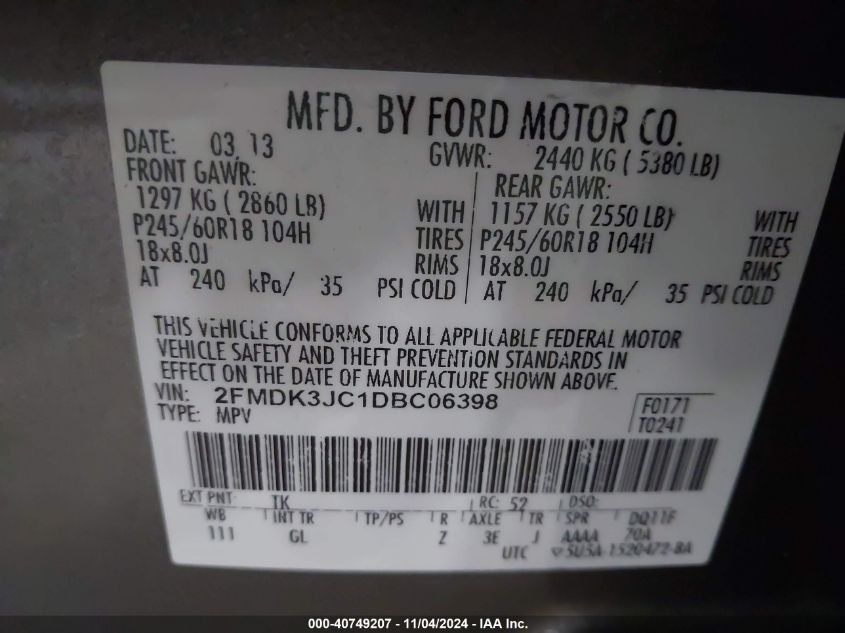 MFD. BY FORD MOTOR CO.
DATE: 03, 13 GVWR: 2440 KG ( 5380 LB)
FRONT GAWR: REAR GAWR:
1297 KG ( 2860 LB) WITH 1157 KG ( 2550 LB) WITH
P245/60R18 104H TIRES P245/60R18 104H TIRES
18x8.0J RIMS 18x8.0J RIMS
AT 240 kPa/ 35 PSI COLD AT 240 kPa/ 35 PSI COLD
THIS VEHICLE CONFORMS TO ALL APPLICABLE FEDERAL MOTOR
VEHICLE SAFETY AND THEFT PREVENTION STANDARDS IN
EFFECT ON THE DATE OF MANUFACTURE SHOWN ABOVE.
VIN: 2FMDK3JC1DBC06398 F0171
TYPE: MPV T0241
EXT PNT: TK RC: 52 DSO:
WB INT TR TP/PS R AXLE TR SPR DQ11F
111 GL Z 3E J AAAA 70A
UTC 5U5A-1520472-BA
000-40749207 - 11/04/2024 - IAAI.com